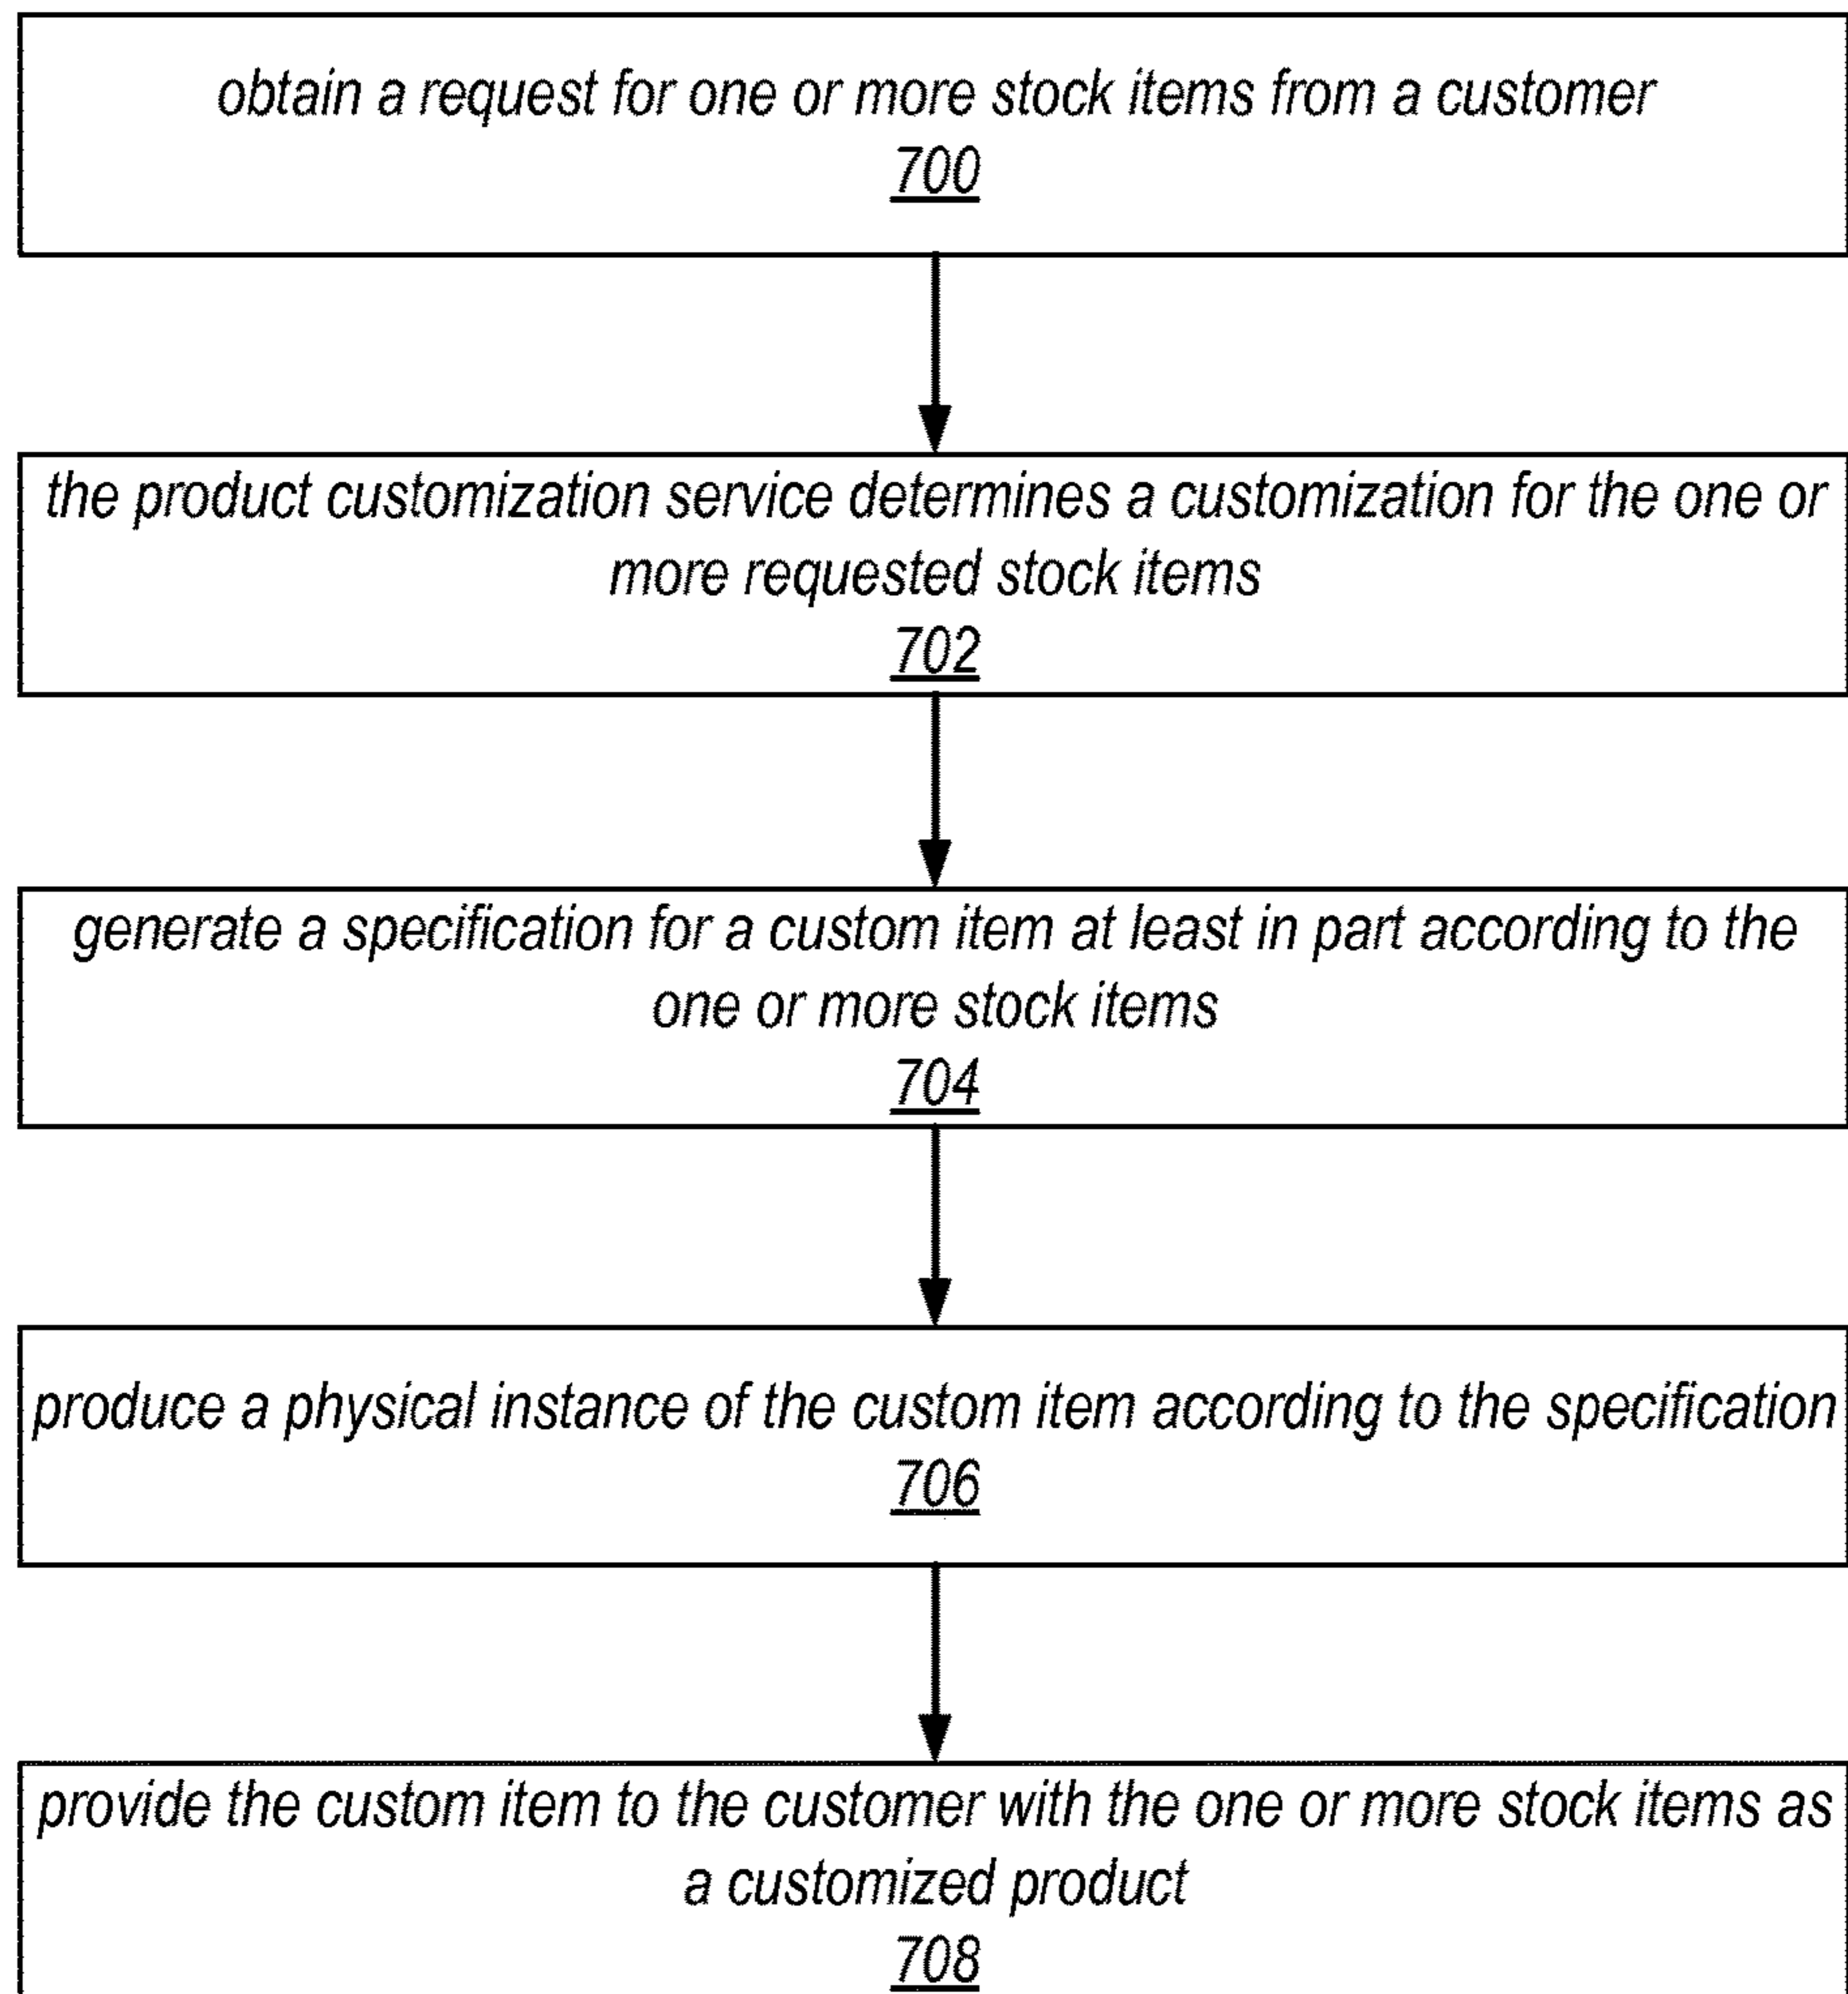 obtain a request for one or more stock items from a customer
700
the product customization service determines a customization for the one or
more requested stock items
702
generate a specification for a custom item at least in part according to the
one or more stock items
704
produce a physical instance of the custom item according to the specification
706
provide the custom item to the customer with the one or more stock items as
a customized product
708